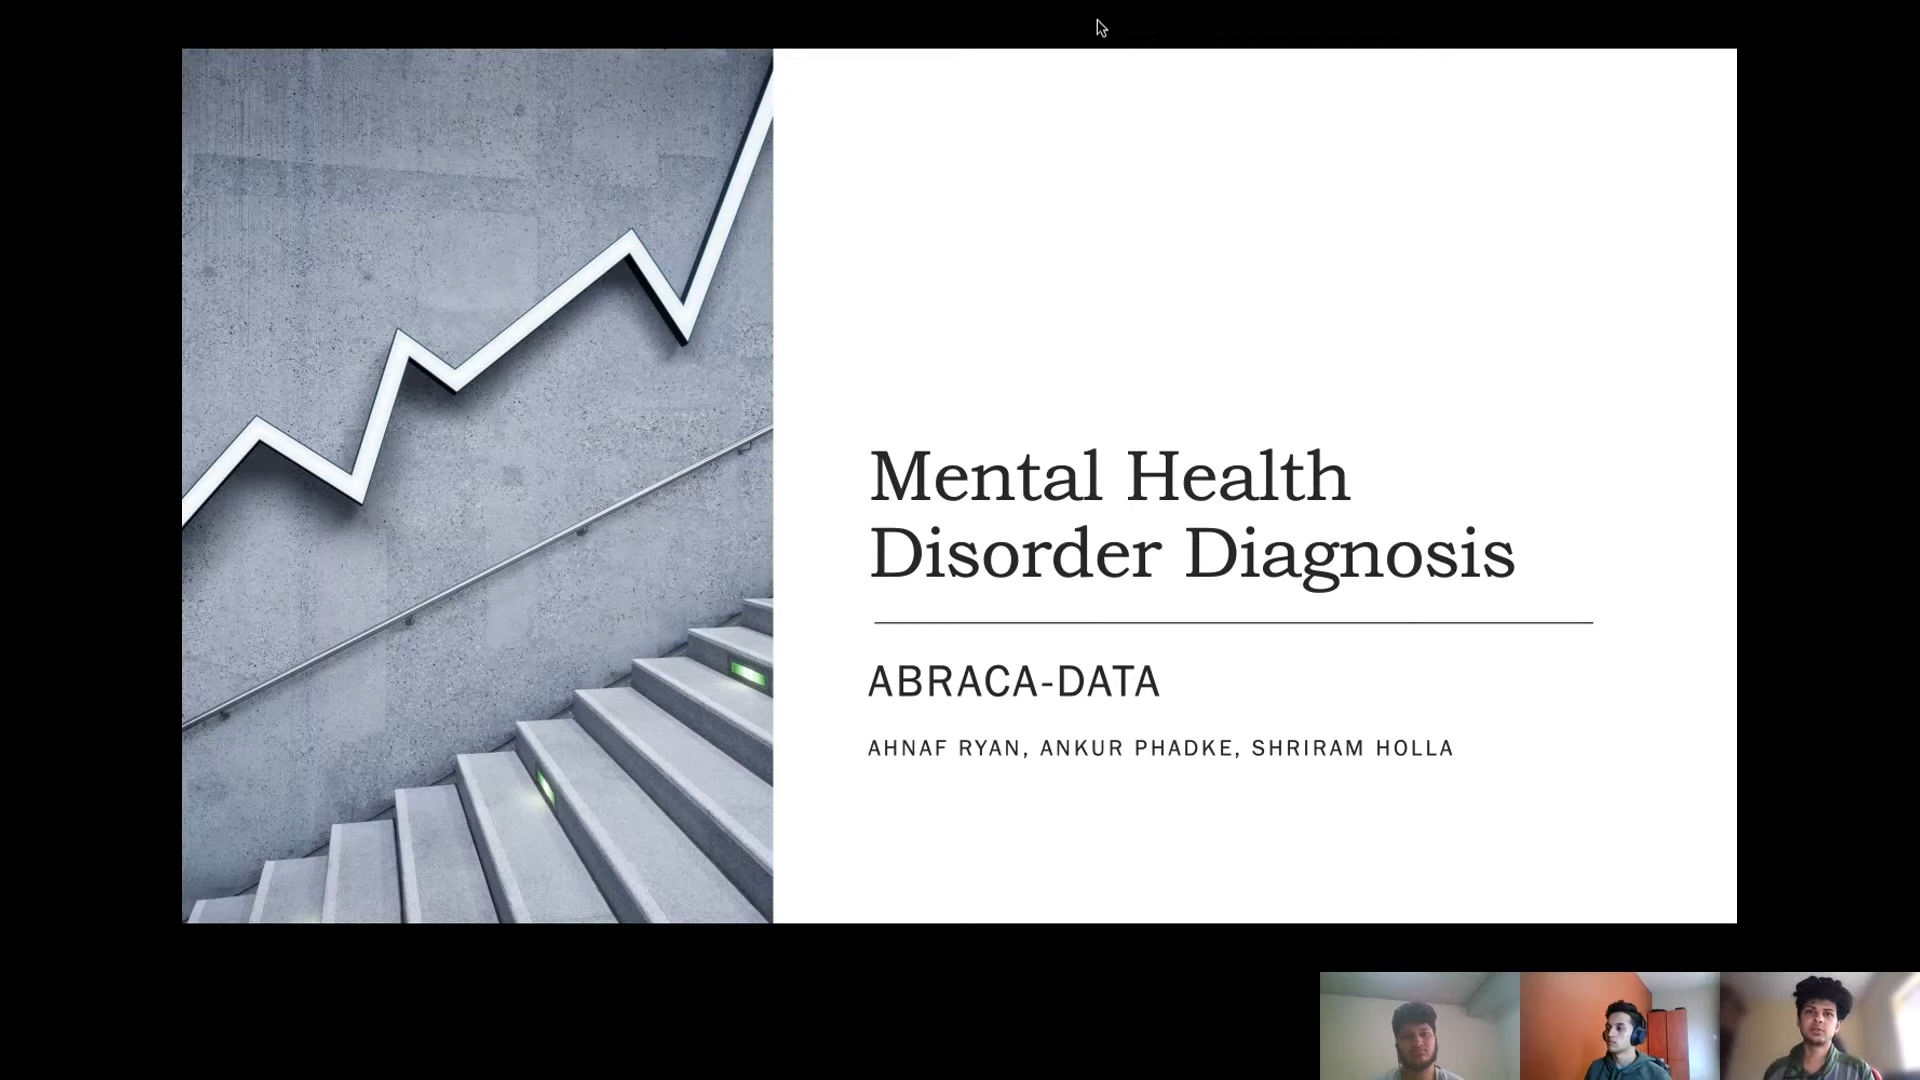 Mental Health
Disorder Diagnosis
ABRACA-DATA
AHNAF RYAN, ANKUR PHADKE, SHRIRAM HOLLA